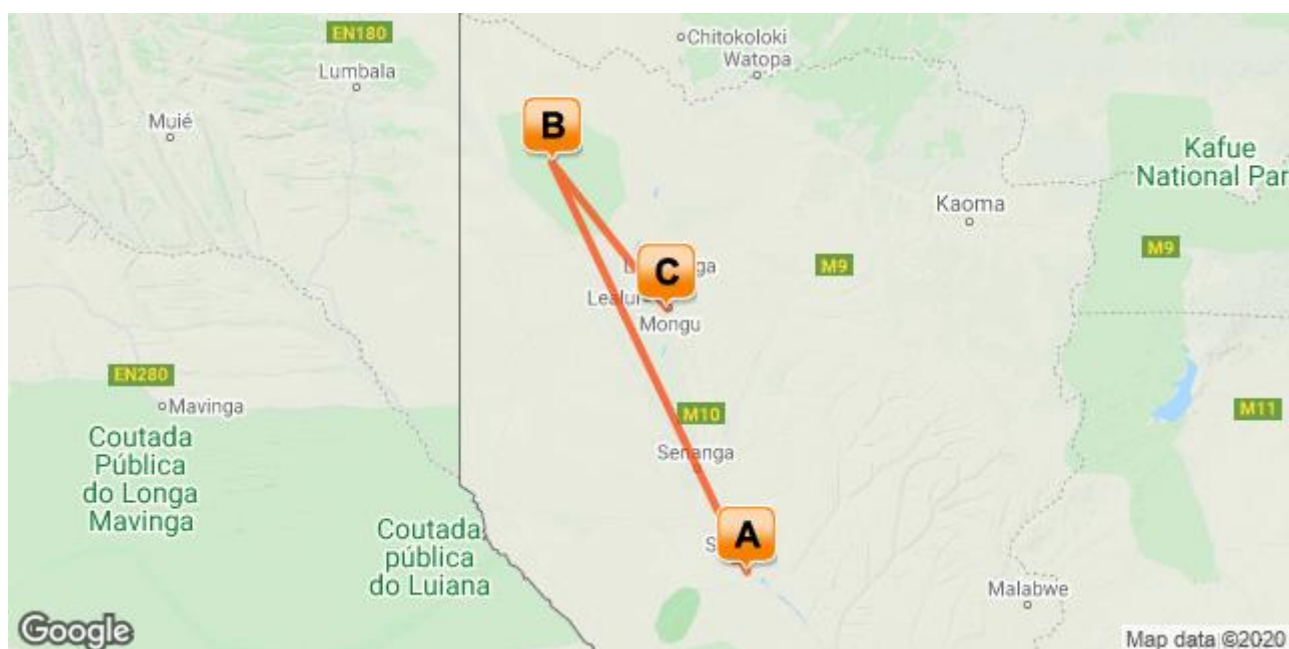 EN180
Chitokoloki
Watopa
Lumbala
Muié
B
Kafue
National Par
Kaoma
M9
M9
C
Mongu
EN280
Mavinga
M10
M11
Coutada
Pública
do Longa
Mavinga
Senanga
Coutada
pública
do Luiana
A
Malabwe
Google
Map data ©2020